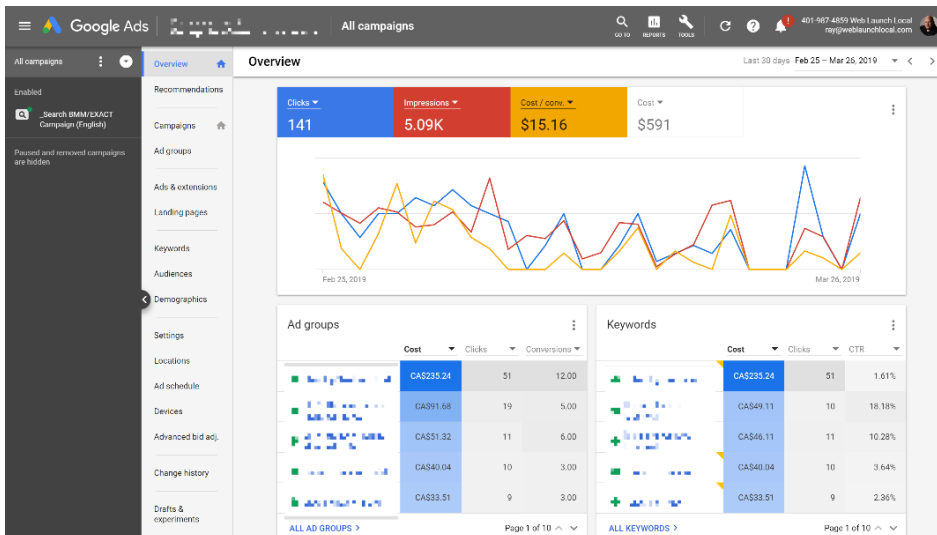 Google Ads
All campaigns
GO TO
REPORTS
TOOLS
401-987-4859 Web Launch Local
ray@weblaunchlocal.com
All campaigns
Enabled
_Search BMM/EXACT
Campaign (English)
Paused and removed campaigns
are hidden
Overview
Recommendations
Campaigns
Ad groups
Ads & extensions
Landing pages
Keywords
Audiences
Demographics
Settings
Locations
Ad schedule
Devices
Advanced bid adj.
Change history
Drafts &
experiments
Overview
Last 30 days Feb 25 – Mar 26, 2019
Clicks
141
Impressions
5.09K
Cost / conv.
$15.16
Cost
$591
Feb 25, 2019
Mar 26, 2019
Ad groups
Cost Clicks Conversions
CA$235.24 51 12.00
CA$91.68 19 5.00
CA$51.32 11 6.00
CA$40.04 10 3.00
CA$33.51 9 3.00
ALL AD GROUPS
Page 1 of 10
Keywords
Cost Clicks CTR
CA$235.24 51 1.61%
CA$49.11 10 18.18%
CA$46.11 11 10.28%
CA$40.04 10 3.64%
CA$33.51 9 2.36%
ALL KEYWORDS
Page 1 of 10